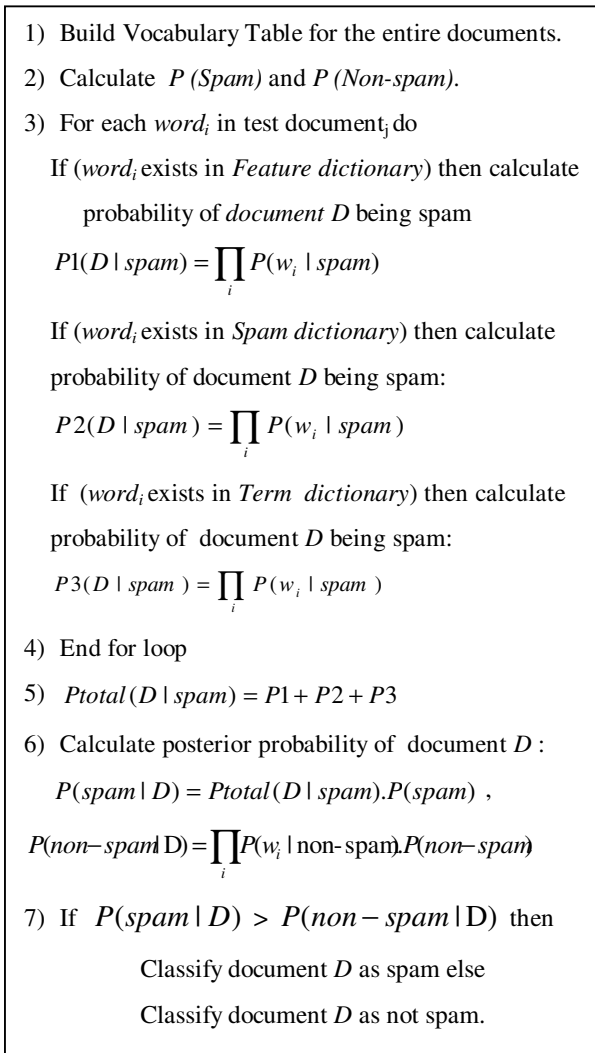 1) Build Vocabulary Table for the entire documents.
2) Calculate P (Spam) and P (Non-spam).
3) For each word_i in test document_j do
If (word_i exists in Feature dictionary) then calculate
probability of document D being spam
P1(D | spam) = ∏_i P(w_i | spam)
If (word_i exists in Spam dictionary) then calculate
probability of document D being spam:
P2(D | spam) = ∏_i P(w_i | spam)
If (word_i exists in Term dictionary) then calculate
probability of document D being spam:
P3(D | spam) = ∏_i P(w_i | spam)
4) End for loop
5) Ptotal(D | spam) = P1 + P2 + P3
6) Calculate posterior probability of document D :
P(spam | D) = Ptotal(D | spam).P(spam) ,
P(non−spam| D) = ∏_i P(w_i | non-spam).P(non−spam)
7) If P(spam | D) > P(non − spam | D) then
Classify document D as spam else
Classify document D as not spam.